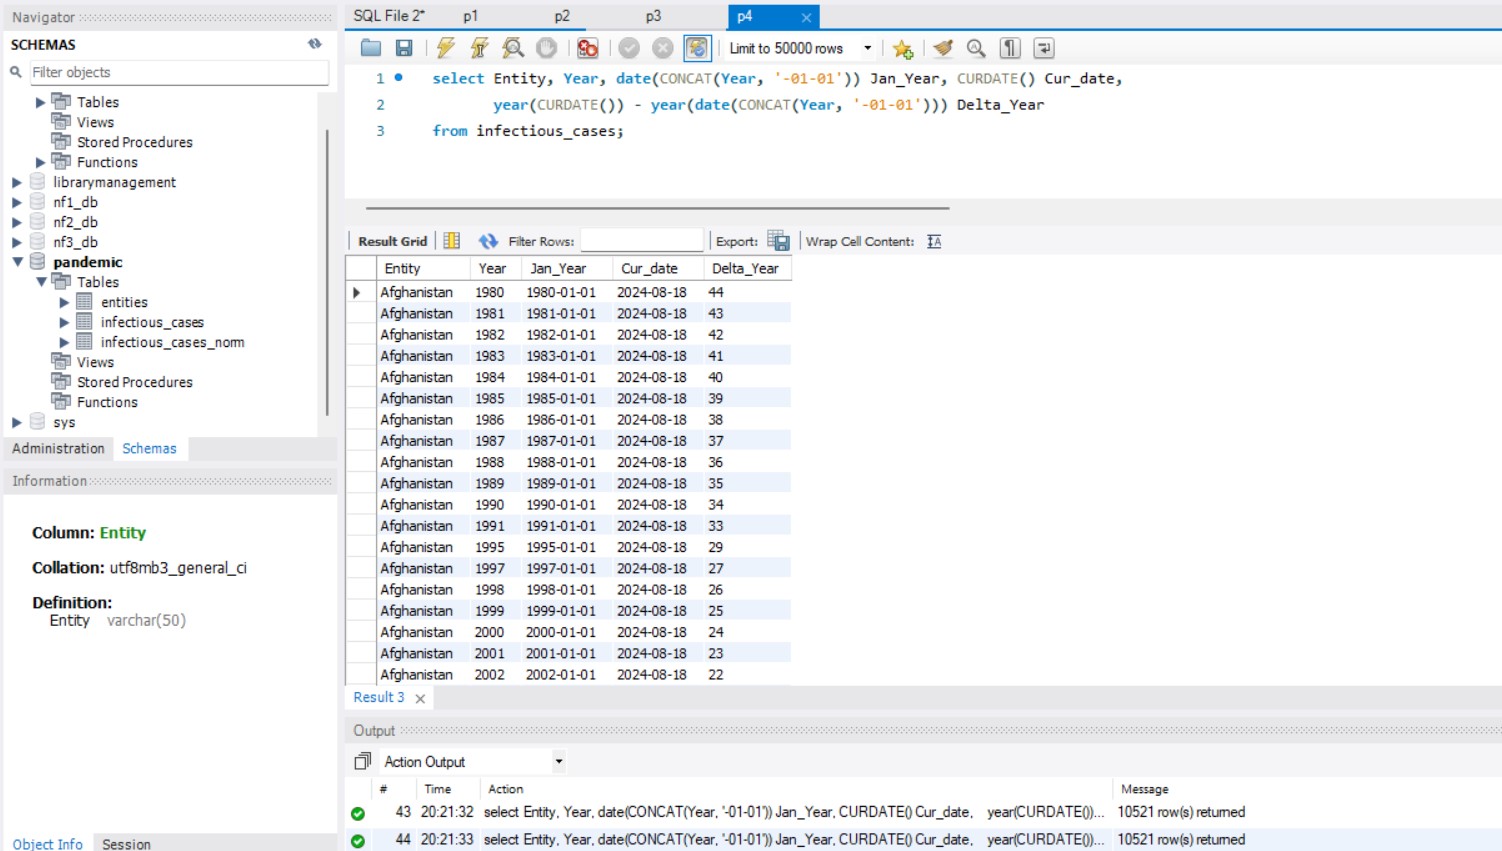 Navigator
SCHEMAS
Filter objects
Tables
Views
Stored Procedures
Functions
librarymanagement
nf1_db
nf2_db
nf3_db
pandemic
Tables
entities
infectious_cases
infectious_cases_norm
Views
Stored Procedures
Functions
sys
Administration Schemas
Information
Column: Entity
Collation: utf8mb3_general_ci
Definition:
Entity varchar(50)
Object Info Session
SQL File 2* p1 p2 p3 p4
Limit to 50000 rows
1 select Entity, Year, date(CONCAT(Year, '-01-01')) Jan_Year, CURDATE() Cur_date,
2 year(CURDATE()) - year(date(CONCAT(Year, '-01-01'))) Delta_Year
3 from infectious_cases;
Result Grid Filter Rows: Export: Wrap Cell Content:
Entity Year Jan_Year Cur_date Delta_Year
Afghanistan 1980 1980-01-01 2024-08-18 44
Afghanistan 1981 1981-01-01 2024-08-18 43
Afghanistan 1982 1982-01-01 2024-08-18 42
Afghanistan 1983 1983-01-01 2024-08-18 41
Afghanistan 1984 1984-01-01 2024-08-18 40
Afghanistan 1985 1985-01-01 2024-08-18 39
Afghanistan 1986 1986-01-01 2024-08-18 38
Afghanistan 1987 1987-01-01 2024-08-18 37
Afghanistan 1988 1988-01-01 2024-08-18 36
Afghanistan 1989 1989-01-01 2024-08-18 35
Afghanistan 1990 1990-01-01 2024-08-18 34
Afghanistan 1991 1991-01-01 2024-08-18 33
Afghanistan 1995 1995-01-01 2024-08-18 29
Afghanistan 1997 1997-01-01 2024-08-18 27
Afghanistan 1998 1998-01-01 2024-08-18 26
Afghanistan 1999 1999-01-01 2024-08-18 25
Afghanistan 2000 2000-01-01 2024-08-18 24
Afghanistan 2001 2001-01-01 2024-08-18 23
Afghanistan 2002 2002-01-01 2024-08-18 22
Result 3
Output
Action Output
# Time Action Message
43 20:21:32 select Entity, Year, date(CONCAT(Year, '-01-01')) Jan_Year, CURDATE() Cur_date, year(CURDATE())... 10521 row(s) returned
44 20:21:33 select Entity, Year, date(CONCAT(Year, '-01-01')) Jan_Year, CURDATE() Cur_date, year(CURDATE())... 10521 row(s) returned